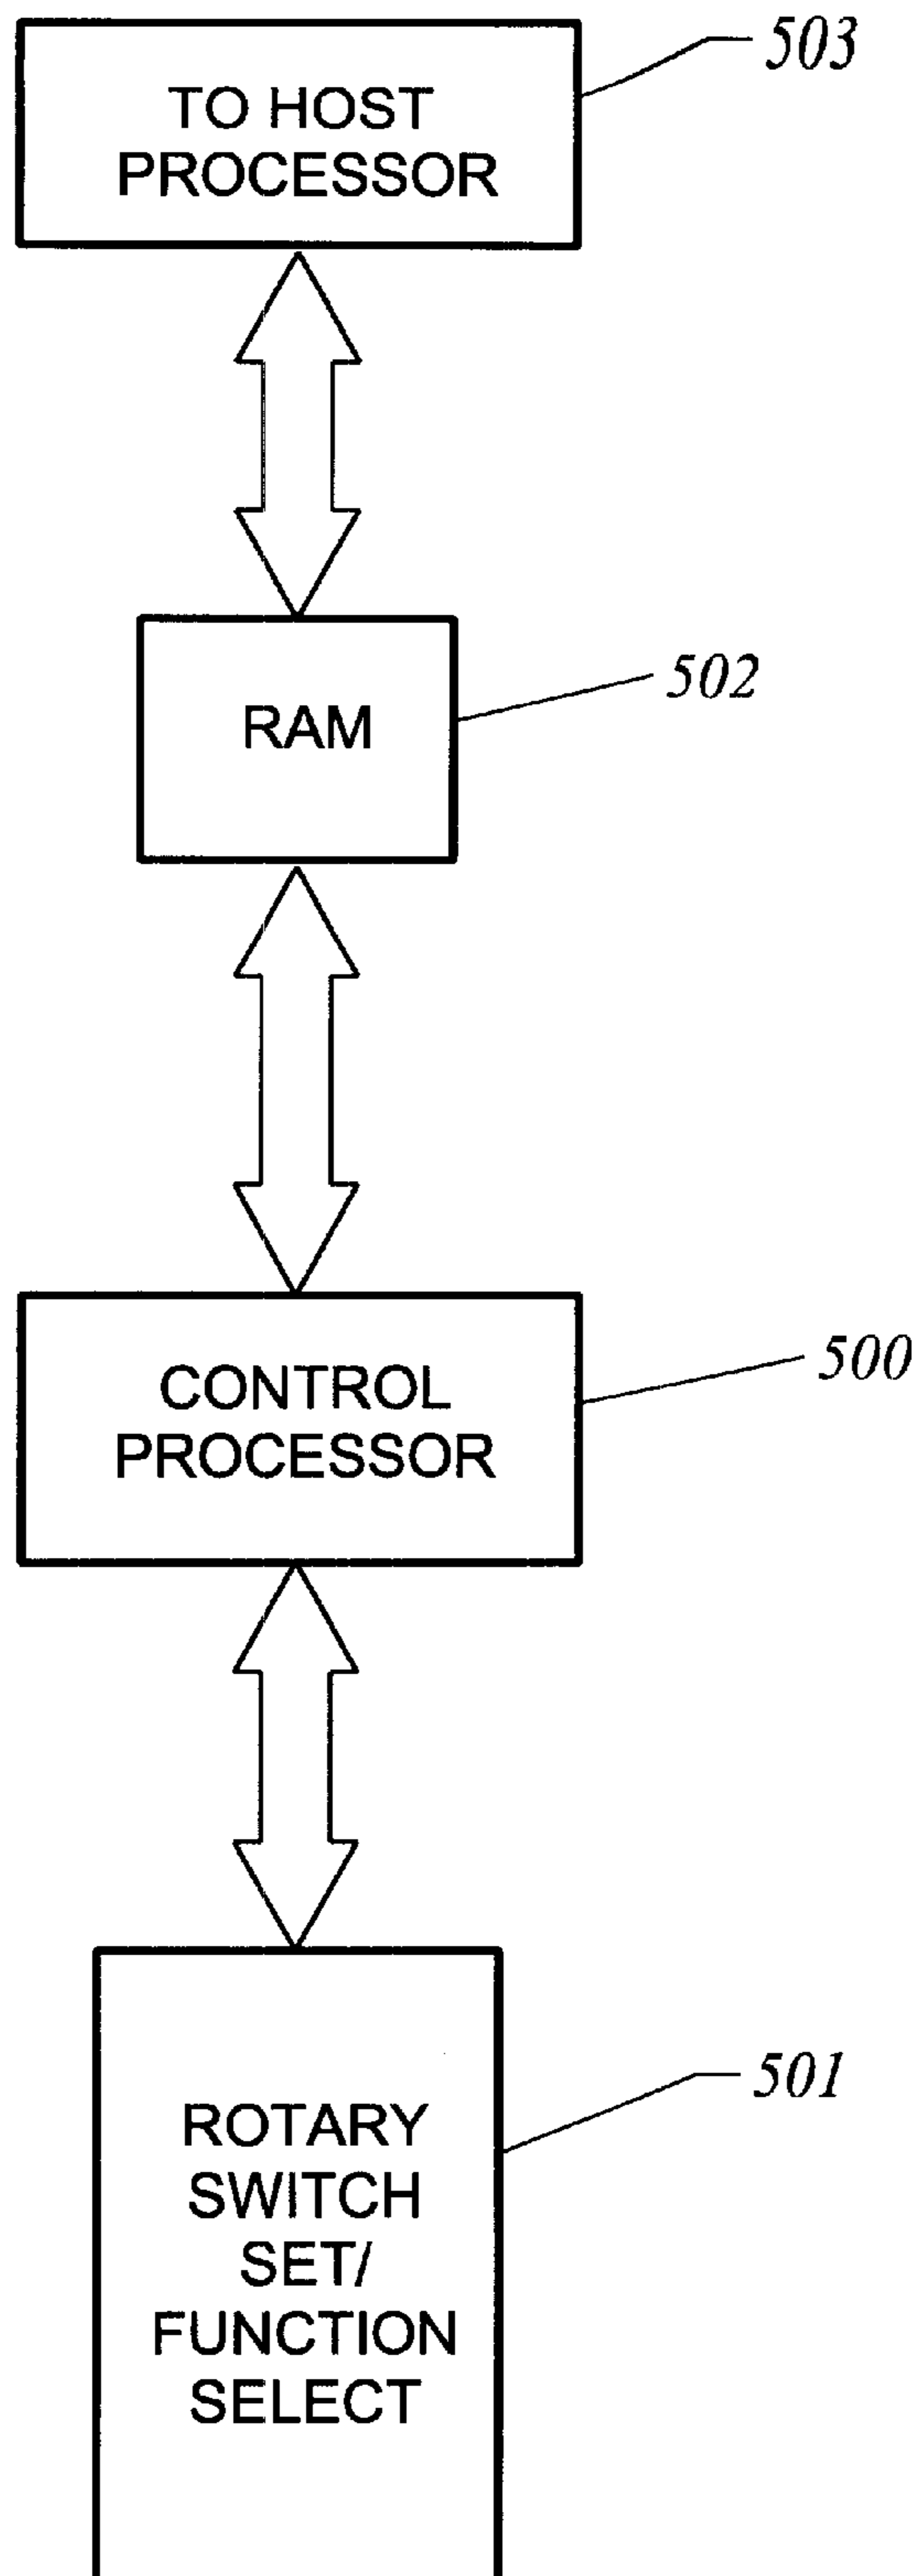 503
TO HOST
PROCESSOR
502
RAM
500
CONTROL
PROCESSOR
501
ROTARY
SWITCH
SET/
FUNCTION
SELECT